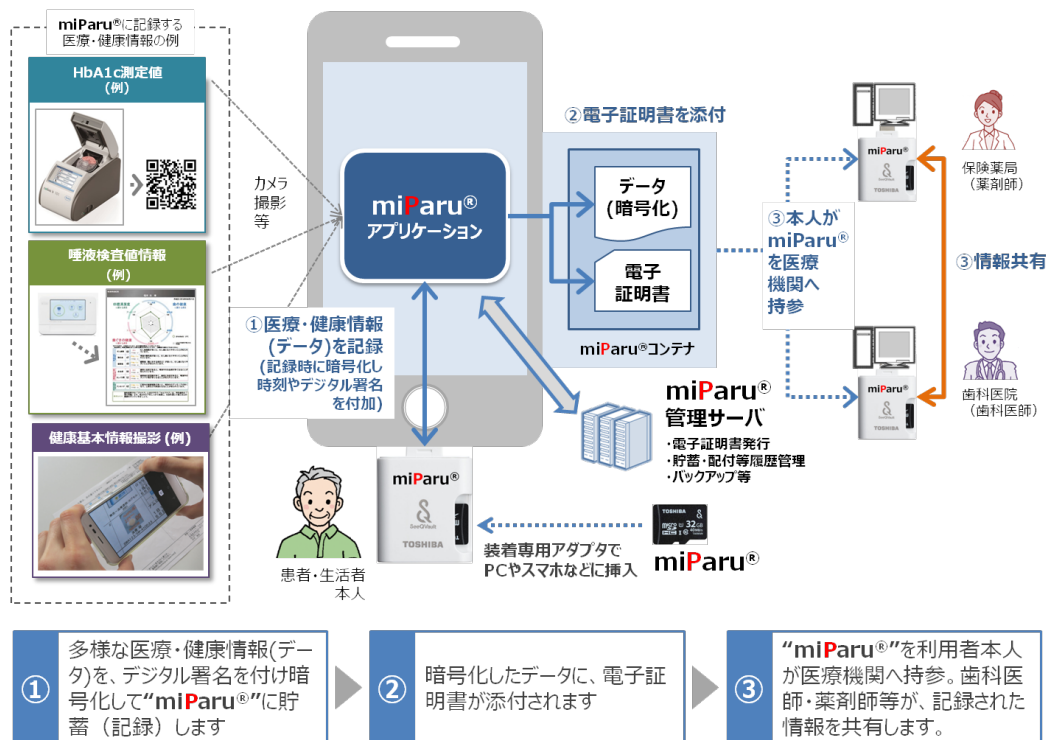 miParu®に記録する
医療・健康情報の例
HbA1c測定値
(例)
唾液検査値情報
(例)
健康基本情報撮影(例)
カメラ
撮影
等
miParu®
アプリケーション
①医療・健康情報
(データ)を記録
(記録時に暗号化し
時刻やデジタル署名
を付加)
②電子証明書を添付
データ
(暗号化)
電子
証明書
miParu®コンテナ
③本人が
miParu®
を医療
機関へ
持参
miParu®
TOSHIBA
保険薬局
(薬剤師)
③情報共有
miParu®
TOSHIBA
歯科医院
(歯科医師)
miParu®
管理サーバ
・電子証明書発行
・貯蓄・配付等履歴管理
・バックアップ等
miParu®
SeeQVault
TOSHIBA
患者・生活者
本人
装着専用アダプタで
PCやスマホなどに挿入
TOSHIBA
32GB
miParu®
①
多様な医療・健康情報(デー
タ)を、デジタル署名を付け暗
号化して“miParu®”に貯
蓄（記録）します
②
暗号化したデータに、電子証
明書が添付されます
③
“miParu®”を利用者本人
が医療機関へ持参。歯科医
師・薬剤師等が、記録された
情報を共有します。